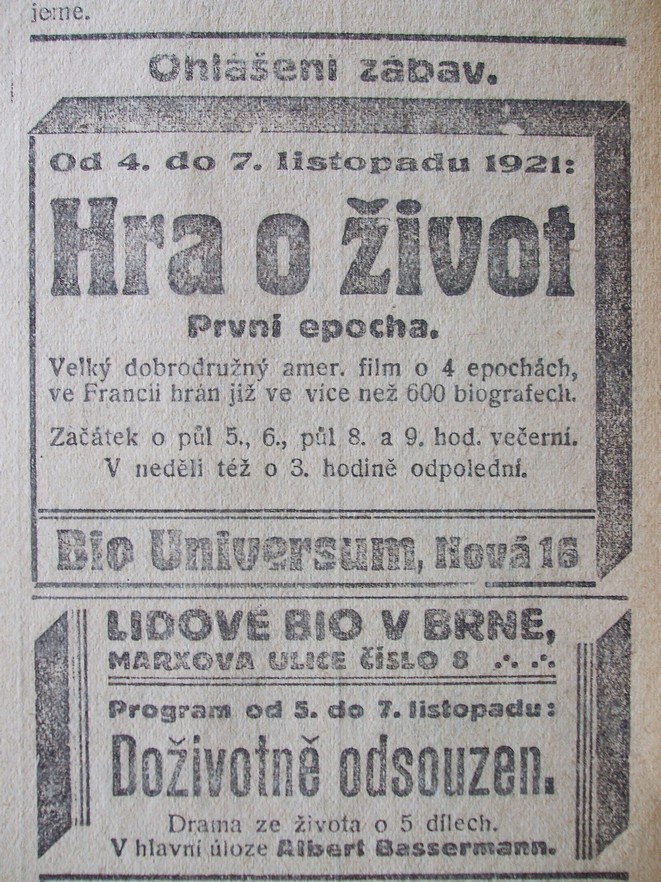 jeme.
Ohlášení zábav.
Od 4. do 7. listopadu 1921:
Hra o život
První epocha.
Velký dobrodružný amer. film o 4 epochách,
ve Francii hrán již ve více než 600 biografech.
Začátek o půl 5., 6., půl 8. a 9. hod. večerní.
V neděli též o 3. hodině odpolední.
Bio Universum, Nová 16
LIDOVÉ BIO V BRNĚ,
MARXOVA ULICE ČÍSLO 8
Program od 5. do 7. listopadu:
Doživotně odsouzen.
Drama ze života o 5 dílech.
V hlavní úloze Albert Bassermann.